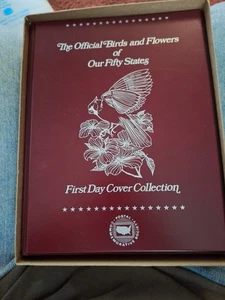 The Official Birds and Flowers
of
Our Fifty States
First Day Cover Collection